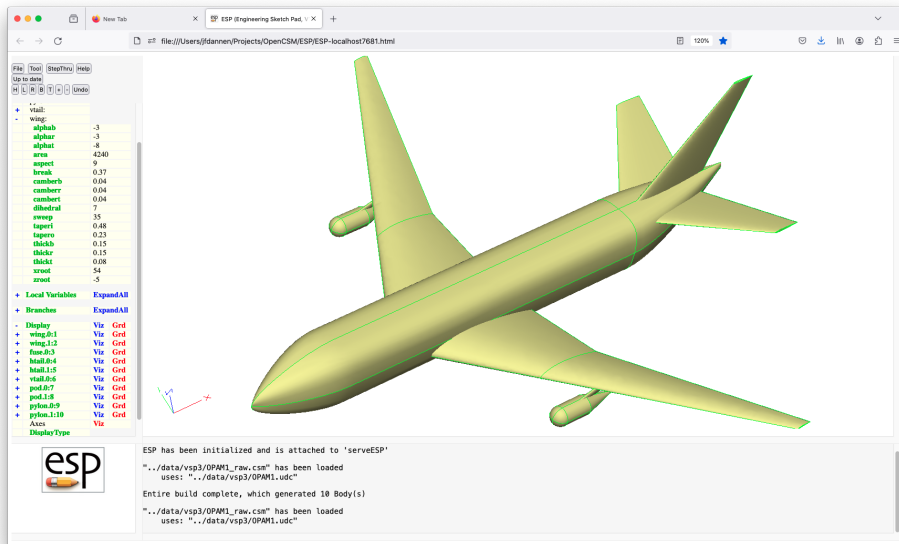 New Tab × ESP (Engineering Sketch Pad, V × +
file:///Users/jfdannen/Projects/OpenCSM/ESP/ESP-localhost7681.html 120%
File Tool StepThru Help
Up to date
H L R B T + - Undo
+ vtail:
- wing:
alphab -3
alphar -3
alphat -8
area 4240
aspect 9
break 0.37
camberb 0.04
camberr 0.04
cambert 0.04
dihedral 7
sweep 35
taperi 0.48
tapero 0.23
thickb 0.15
thickr 0.15
thickt 0.08
xroot 54
zroot -5
+ Local Variables ExpandAll
+ Branches ExpandAll
- Display Viz Grd
+ wing.0:1 Viz Grd
+ wing.1:2 Viz Grd
+ fuse.0:3 Viz Grd
+ htail.0:4 Viz Grd
+ htail.1:5 Viz Grd
+ vtail.0:6 Viz Grd
+ pod.0:7 Viz Grd
+ pod.1:8 Viz Grd
+ pylon.0:9 Viz Grd
+ pylon.1:10 Viz Grd
Axes Viz
DisplayType
x
esp
ESP has been initialized and is attached to 'serveESP'
"../data/vsp3/OPAM1_raw.csm" has been loaded
uses: "../data/vsp3/OPAM1.udc"
Entire build complete, which generated 10 Body(s)
"../data/vsp3/OPAM1_raw.csm" has been loaded
uses: "../data/vsp3/OPAM1.udc"